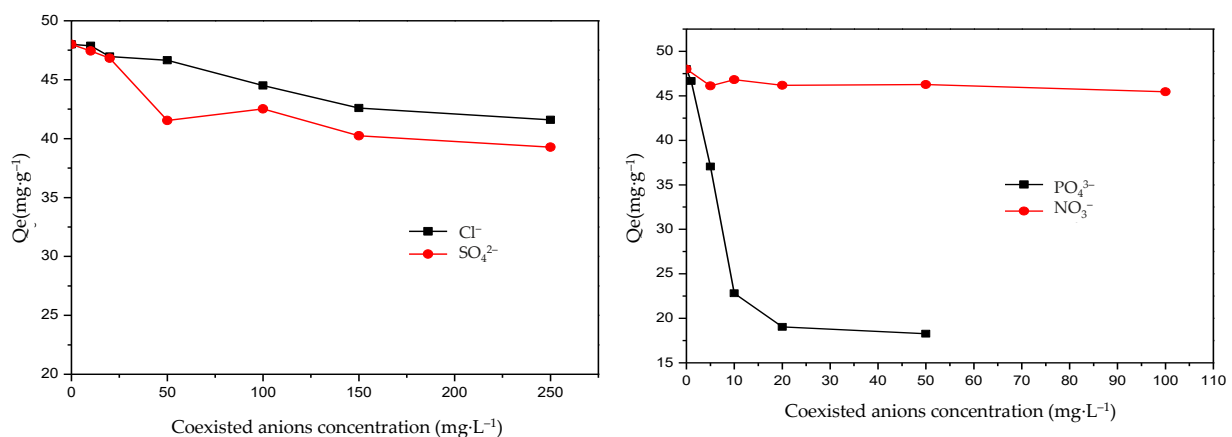 50
45
40
35
30
25
20
Qe(mg·g⁻¹)
Cl⁻
SO₄²⁻
0 50 100 150 200 250
Coexisted anions concentration (mg·L⁻¹)
50
45
40
35
30
25
20
15
Qe(mg·g⁻¹)
PO₄³⁻
NO₃⁻
0 10 20 30 40 50 60 70 80 90 100 110
Coexisted anions concentration (mg·L⁻¹)